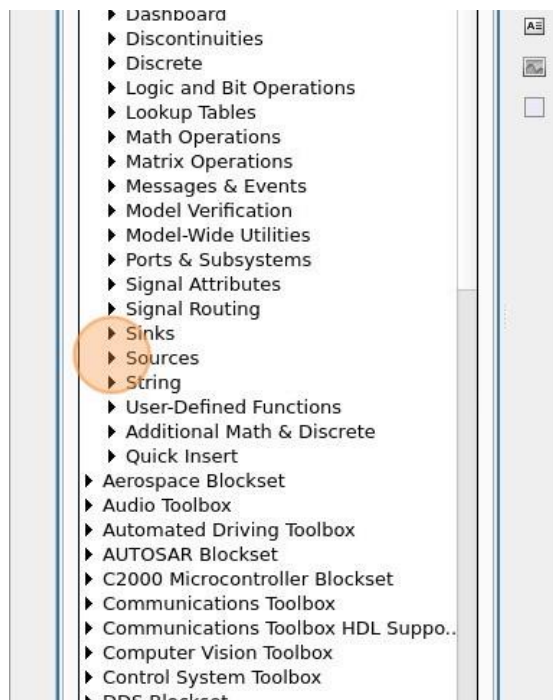 Dashboard
Discontinuities
Discrete
Logic and Bit Operations
Lookup Tables
Math Operations
Matrix Operations
Messages & Events
Model Verification
Model-Wide Utilities
Ports & Subsystems
Signal Attributes
Signal Routing
Sinks
Sources
String
User-Defined Functions
Additional Math & Discrete
Quick Insert
Aerospace Blockset
Audio Toolbox
Automated Driving Toolbox
AUTOSAR Blockset
C2000 Microcontroller Blockset
Communications Toolbox
Communications Toolbox HDL Suppo..
Computer Vision Toolbox
Control System Toolbox
DDS Blockset